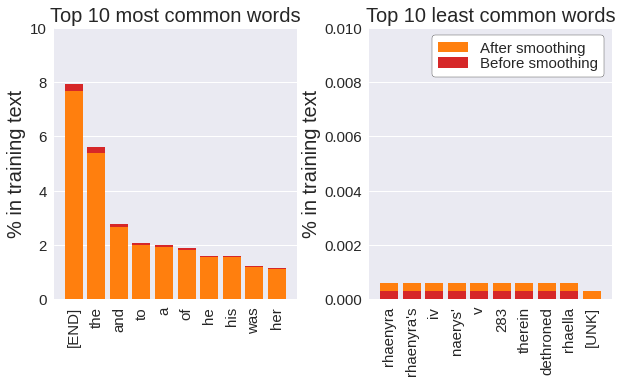 Top 10 most common words
% in training text
10
8
6
4
2
0
[END]
the
and
to
a
of
he
his
was
her
Top 10 least common words
% in training text
0.010
0.008
0.006
0.004
0.002
0.000
After smoothing
Before smoothing
rhaenyra
rhaenyra's
iv
naerys'
v
283
therein
dethroned
rhaella
[UNK]